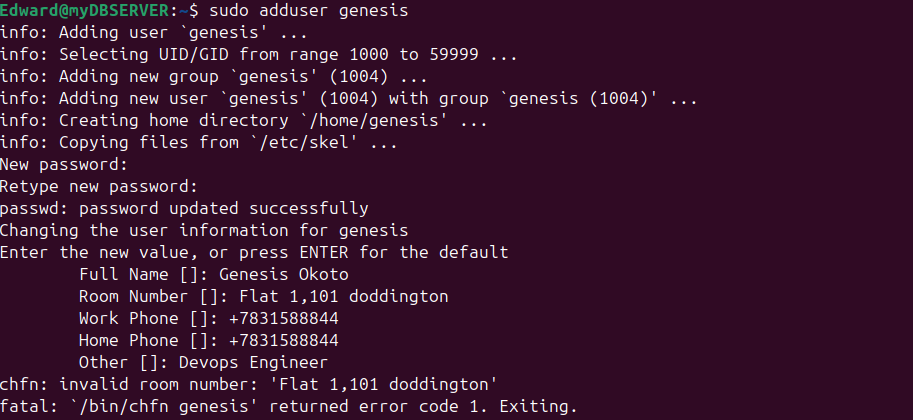 Edward@myDBSERVER:~$ sudo adduser genesis
info: Adding user `genesis' ...
info: Selecting UID/GID from range 1000 to 59999 ...
info: Adding new group `genesis' (1004) ...
info: Adding new user `genesis' (1004) with group `genesis (1004)' ...
info: Creating home directory `/home/genesis' ...
info: Copying files from `/etc/skel' ...
New password:
Retype new password:
passwd: password updated successfully
Changing the user information for genesis
Enter the new value, or press ENTER for the default
Full Name []: Genesis Okoto
Room Number []: Flat 1,101 doddington
Work Phone []: +7831588844
Home Phone []: +7831588844
Other []: Devops Engineer
chfn: invalid room number: 'Flat 1,101 doddington'
fatal: `/bin/chfn genesis' returned error code 1. Exiting.